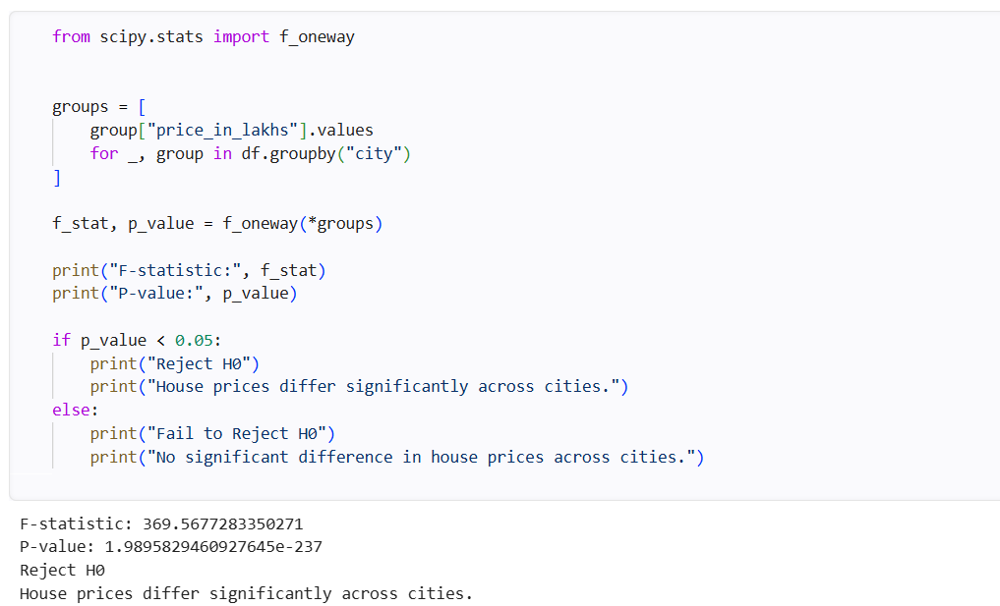 from scipy.stats import f_oneway
groups = [
    group["price_in_lakhs"].values
    for _, group in df.groupby("city")
]
f_stat, p_value = f_oneway(*groups)
print("F-statistic:", f_stat)
print("P-value:", p_value)
if p_value < 0.05:
    print("Reject H0")
    print("House prices differ significantly across cities.")
else:
    print("Fail to Reject H0")
    print("No significant difference in house prices across cities.")
F-statistic: 369.5677283350271
P-value: 1.9895829460927645e-237
Reject H0
House prices differ significantly across cities.